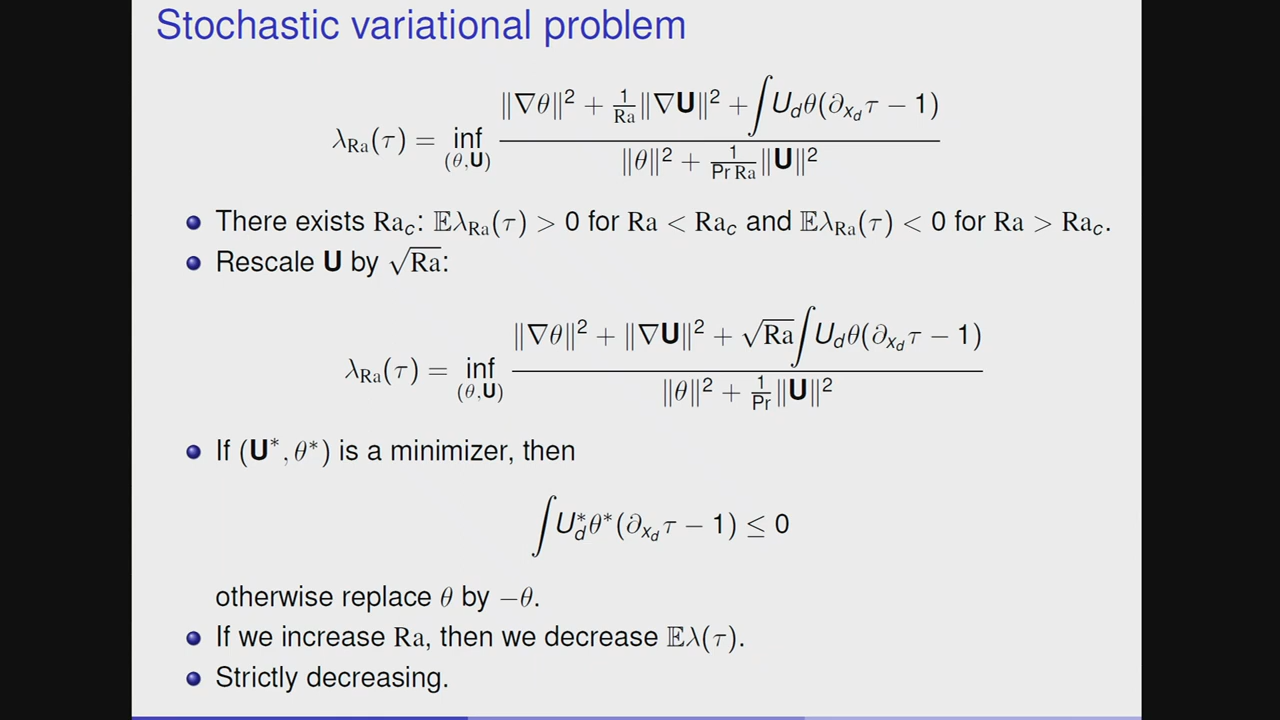 Stochastic variational problem
λ_Ra(τ) = inf_(θ,U) (‖∇θ‖² + 1/Ra ‖∇U‖² + ∫ U_d θ(∂_{x_d} τ − 1)) / (‖θ‖² + 1/(Pr Ra) ‖U‖²)
There exists Ra_c: 𝔼λ_Ra(τ) > 0 for Ra < Ra_c and 𝔼λ_Ra(τ) < 0 for Ra > Ra_c.
Rescale U by √Ra:
λ_Ra(τ) = inf_(θ,U) (‖∇θ‖² + ‖∇U‖² + √Ra ∫ U_d θ(∂_{x_d} τ − 1)) / (‖θ‖² + 1/Pr ‖U‖²)
If (U*, θ*) is a minimizer, then
∫ U*_d θ*(∂_{x_d} τ − 1) ≤ 0
otherwise replace θ by −θ.
If we increase Ra, then we decrease 𝔼λ(τ).
Strictly decreasing.